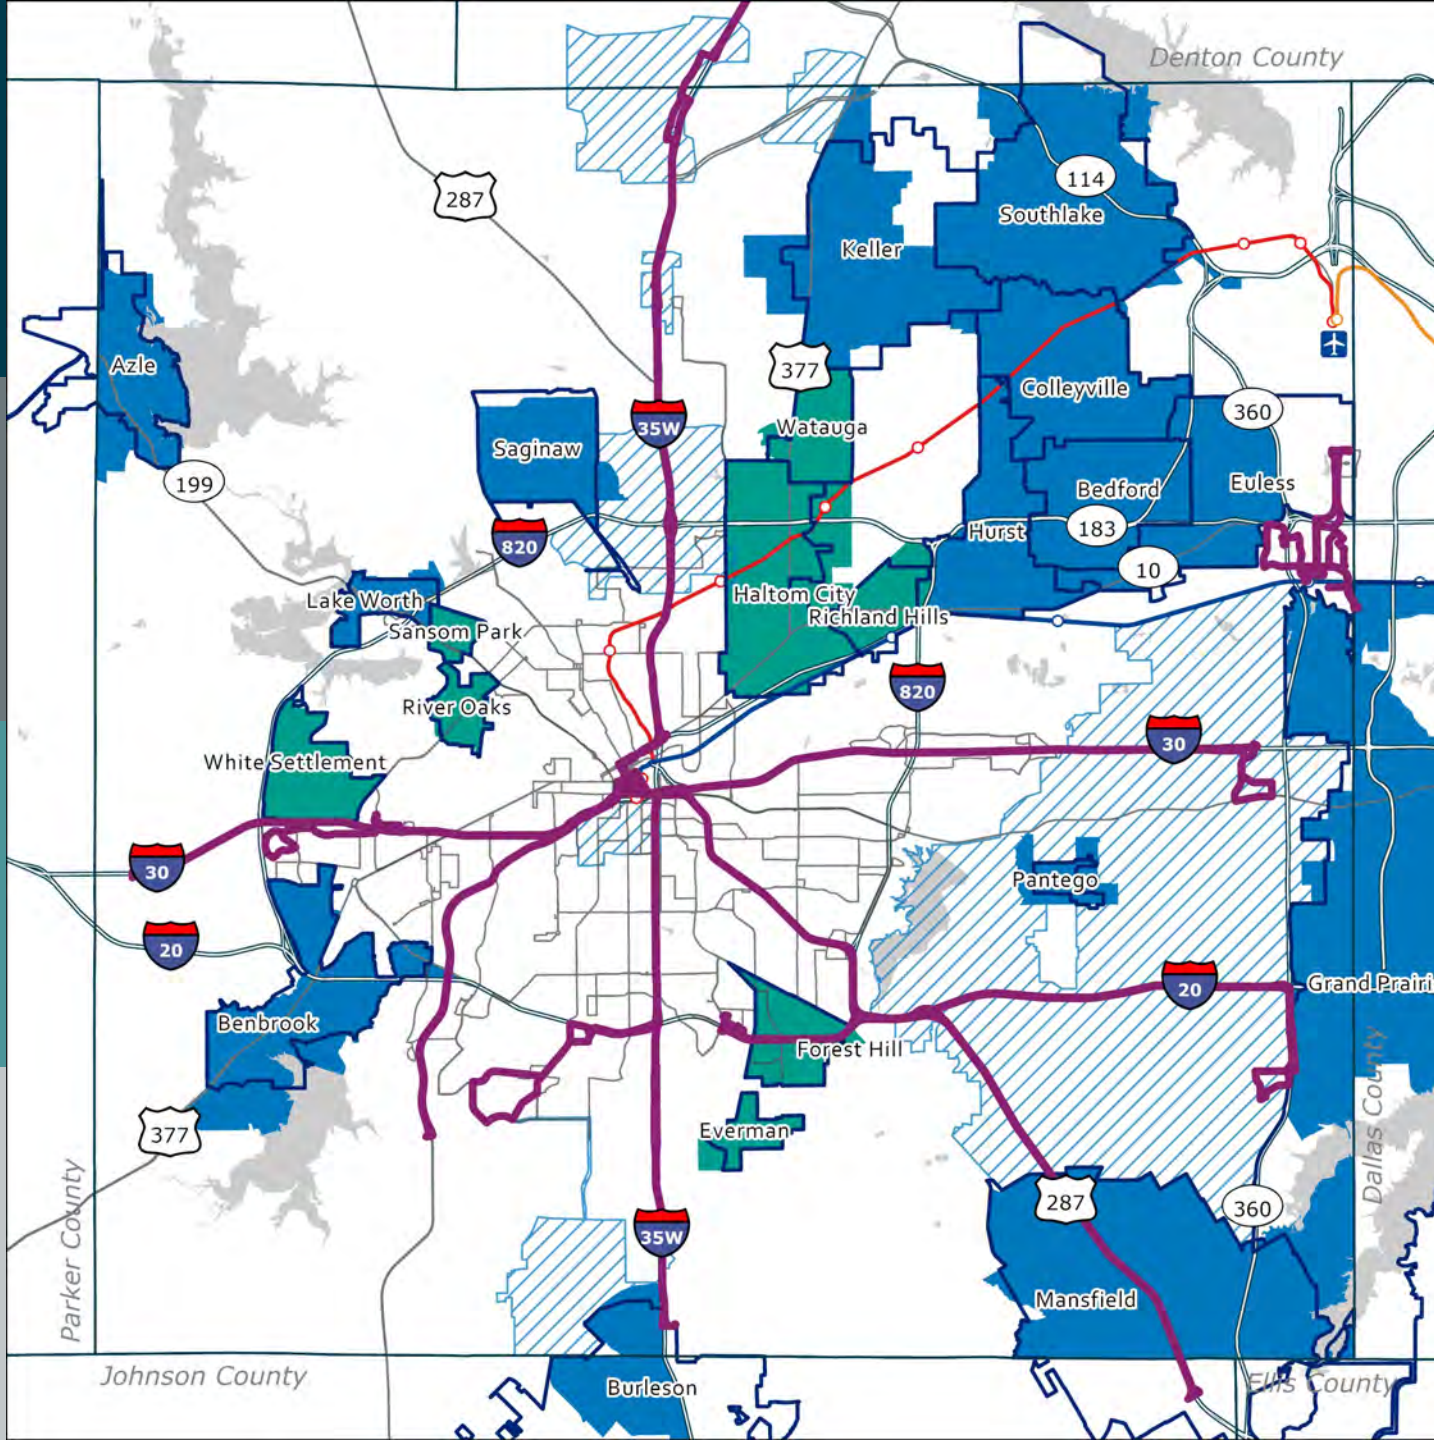 Denton County
287
114
Southlake
Keller
Azle
377
Colleyville
360
35W
Watauga
Saginaw
199
Bedford
Euless
183
Hurst
820
10
Haltom City
Lake Worth
Richland Hills
Sansom Park
820
River Oaks
30
White Settlement
30
Pantego
20
20
Grand Prairi
Benbrook
Forest Hill
377
Everman
Dallas County
Parker County
287
360
35W
Mansfield
Johnson County
Burleson
Ellis County